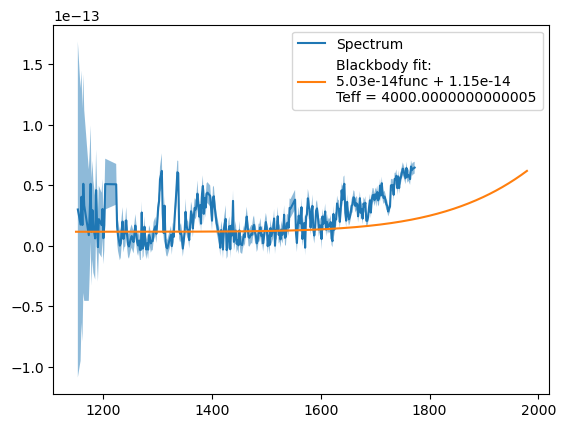 1e−13
Spectrum
Blackbody fit:
5.03e-14func + 1.15e-14
Teff = 4000.0000000000005
1.5
1.0
0.5
0.0
−0.5
−1.0
1200 1400 1600 1800 2000